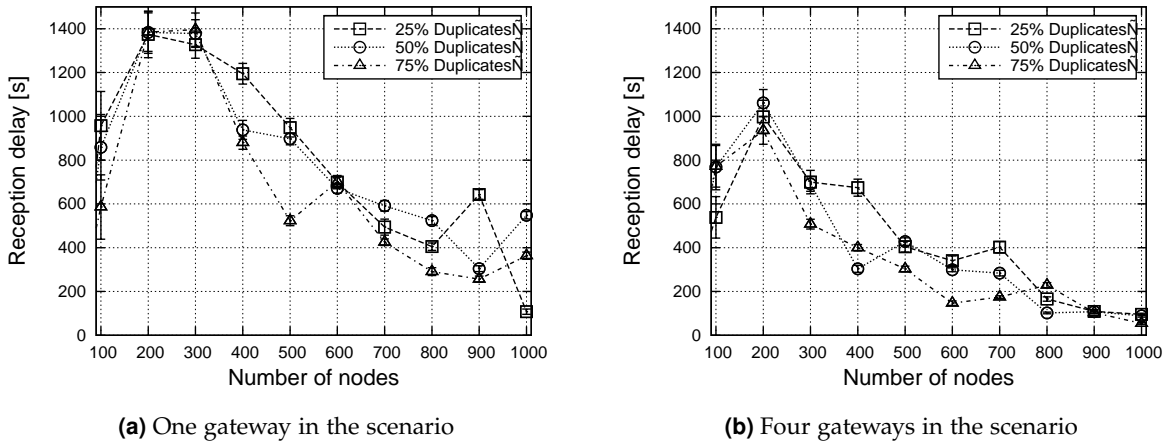 Reception delay [s]
1400
1200
1000
800
600
400
200
0
25% DuplicatesÑ
50% DuplicatesÑ
75% DuplicatesÑ
100 200 300 400 500 600 700 800 900 1000
Number of nodes
(a) One gateway in the scenario
Reception delay [s]
1400
1200
1000
800
600
400
200
0
25% DuplicatesÑ
50% DuplicatesÑ
75% DuplicatesÑ
100 200 300 400 500 600 700 800 900 1000
Number of nodes
(b) Four gateways in the scenario